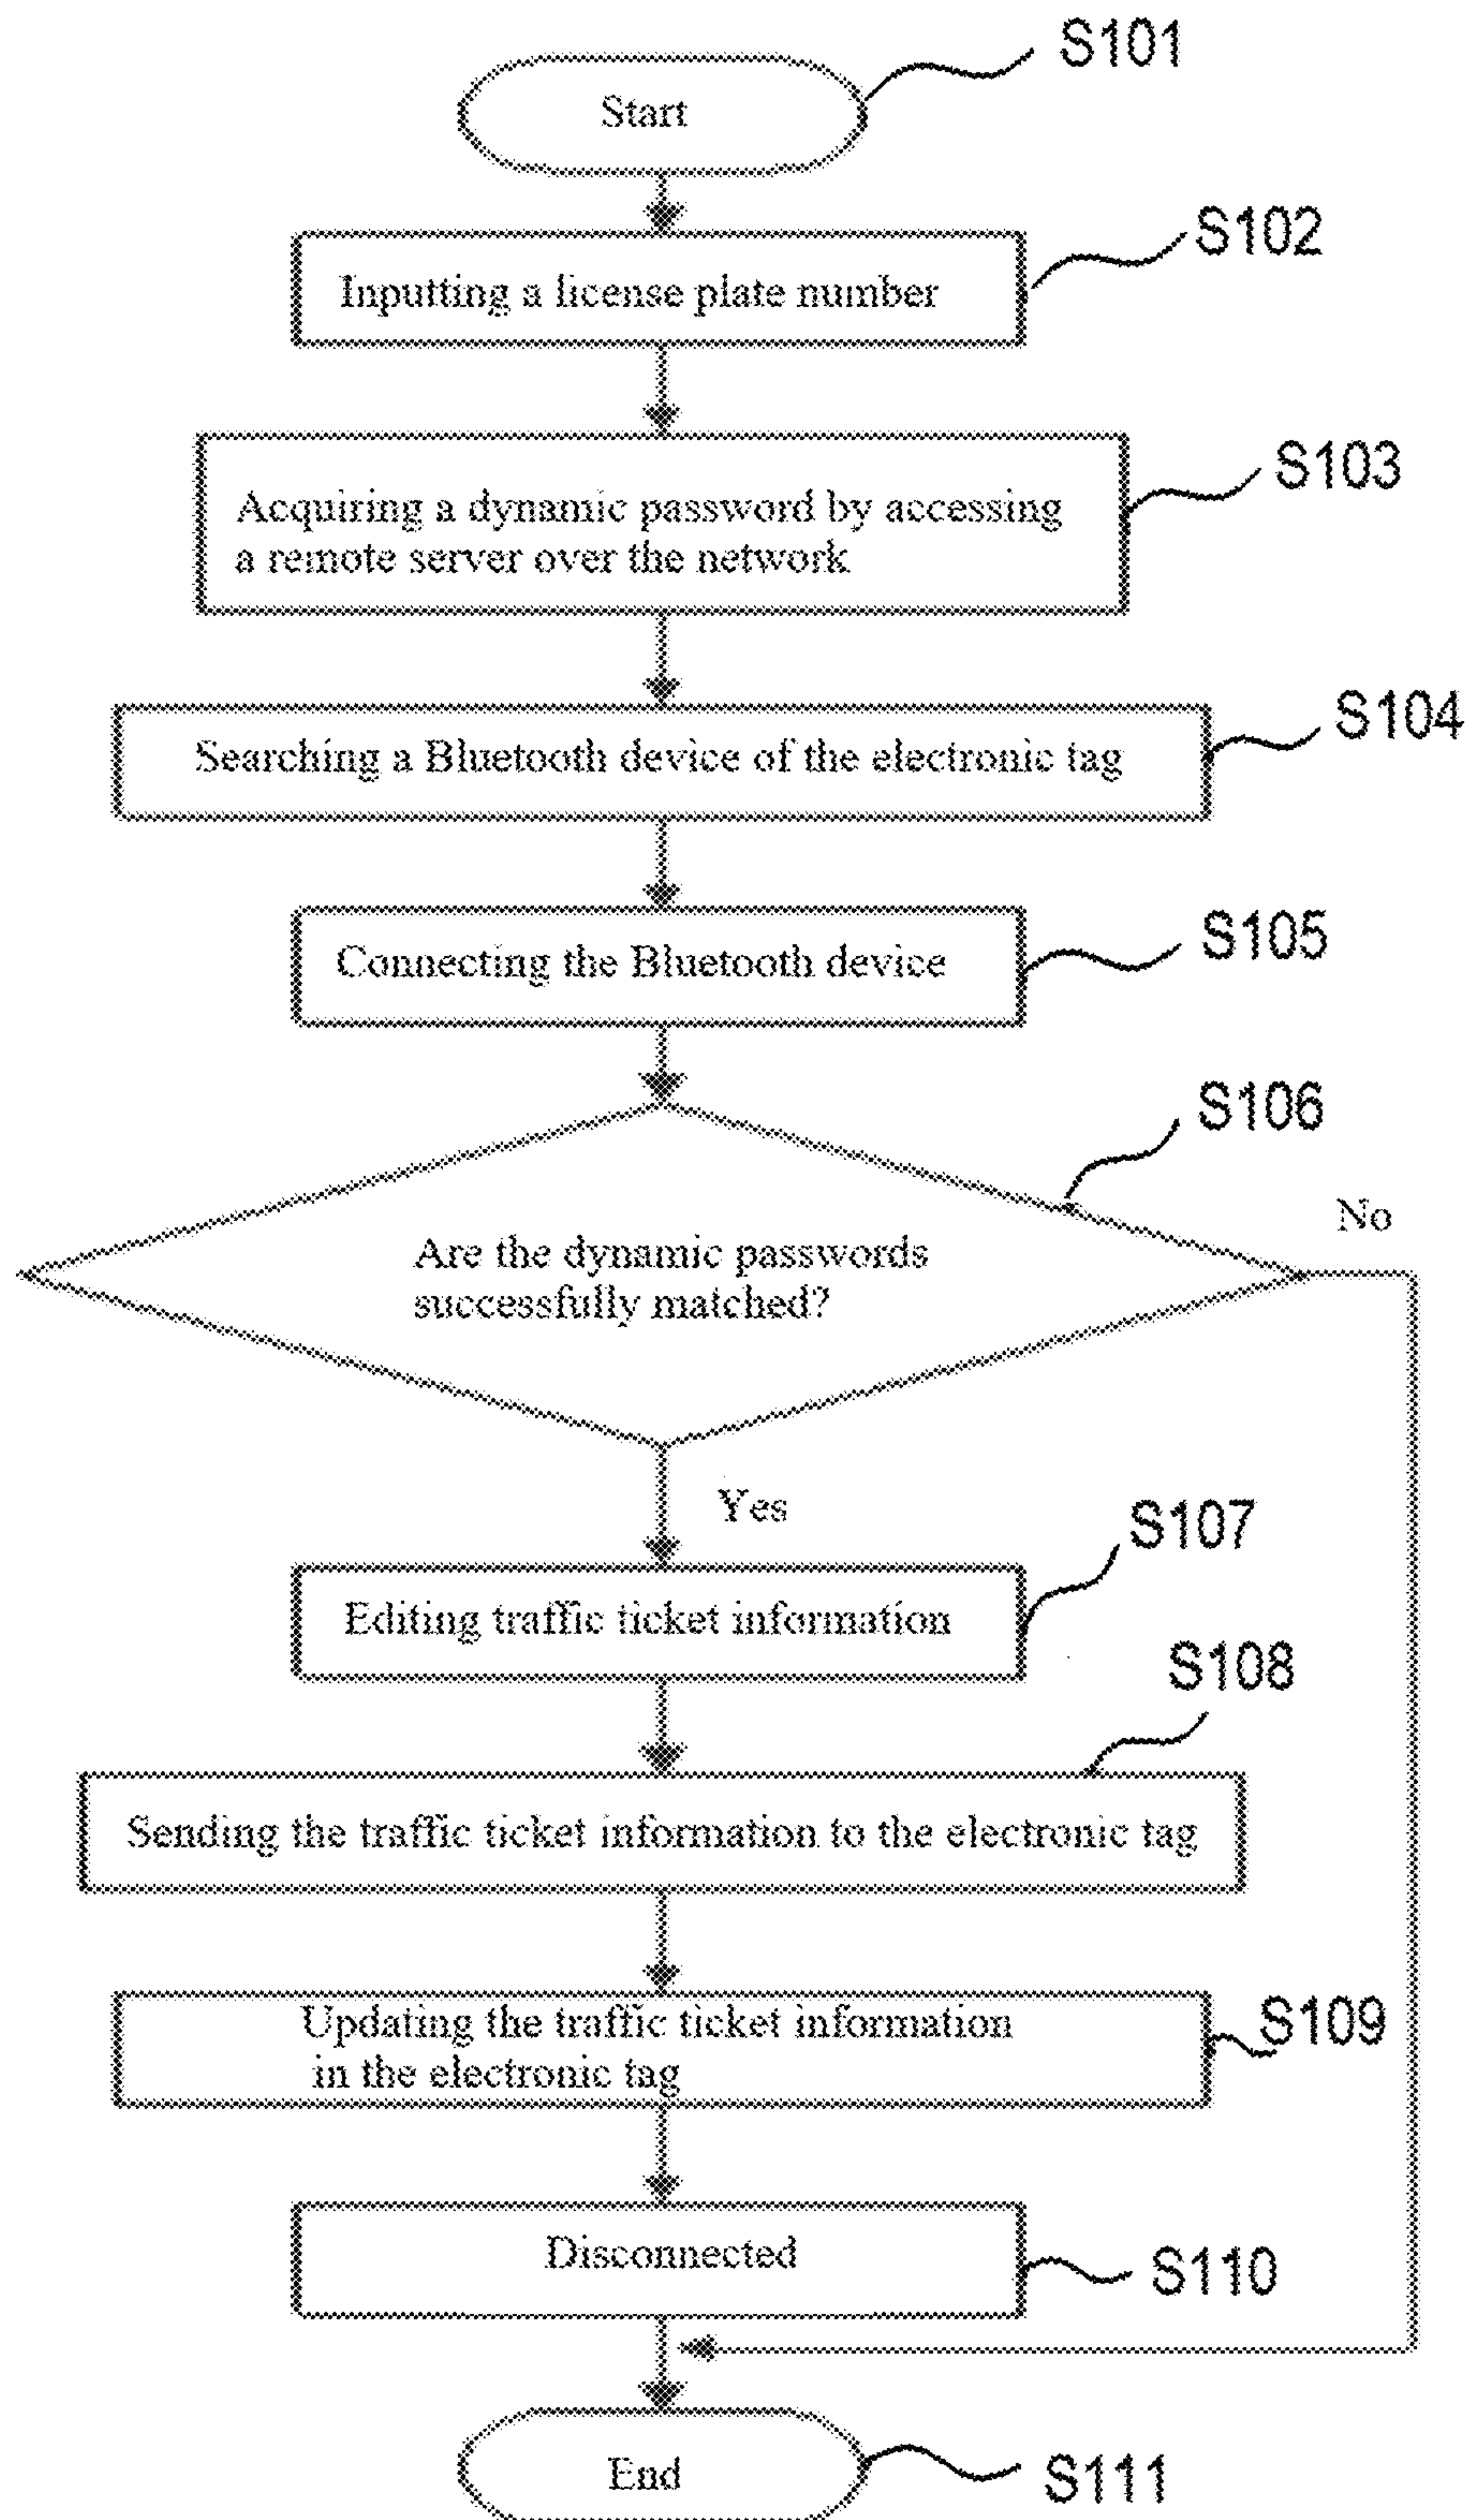 S101
Start
S102
Inputting a license plate number
S103
Acquiring a dynamic password by accessing
a remote server over the network
S104
Searching a Bluetooth device of the electronic tag
S105
Connecting the Bluetooth device
S106
No
Are the dynamic passwords
successfully matched?
Yes
S107
Editing traffic ticket information
S108
Sending the traffic ticket information to the electronic tag
S109
Updating the traffic ticket information
in the electronic tag
Disconnected
S110
End
S111